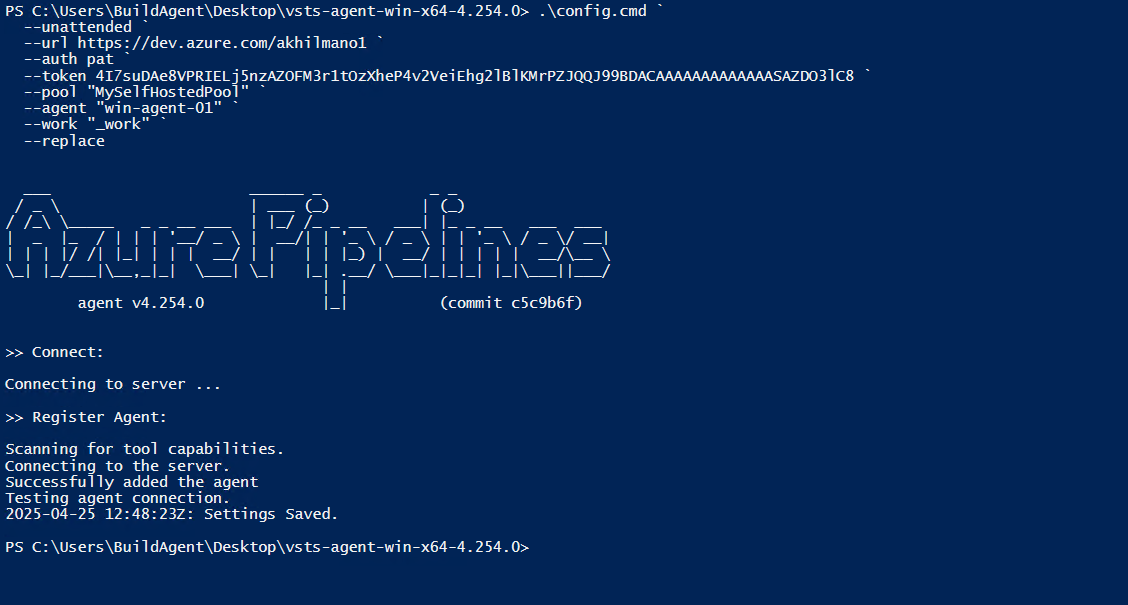 PS C:\Users\BuildAgent\Desktop\vsts-agent-win-x64-4.254.0> .\config.cmd `
--unattended `
--url https://dev.azure.com/akhilmano1 `
--auth pat `
--token 4I7suDAe8VPRIELj5nzAZOFM3r1tOzXheP4v2VeiEhg2lBlKMrPZJQQJ99BDACAAAAAAAAAAAAASAZDO3lC8 `
--pool "MySelfHostedPool" `
--agent "win-agent-01" `
--work "_work" `
--replace
Azure Pipelines
agent v4.254.0 (commit c5c9b6f)
>> Connect:
Connecting to server ...
>> Register Agent:
Scanning for tool capabilities.
Connecting to the server.
Successfully added the agent
Testing agent connection.
2025-04-25 12:48:23Z: Settings Saved.
PS C:\Users\BuildAgent\Desktop\vsts-agent-win-x64-4.254.0>